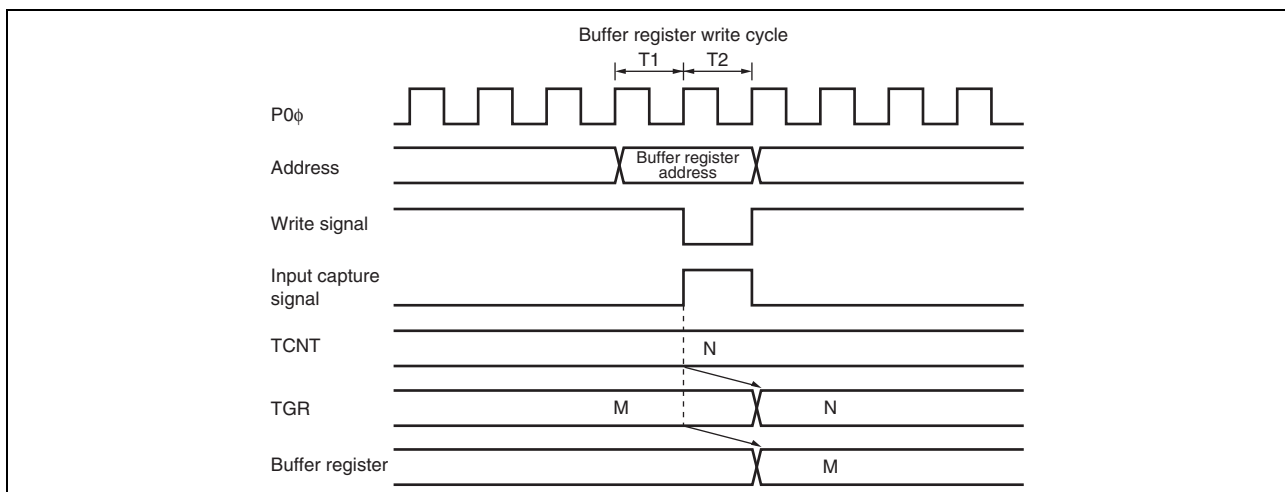 Buffer register write cycle
T1 T2
P0ϕ
Address
Buffer register
address
Write signal
Input capture
signal
TCNT
N
TGR
M N
Buffer register
M